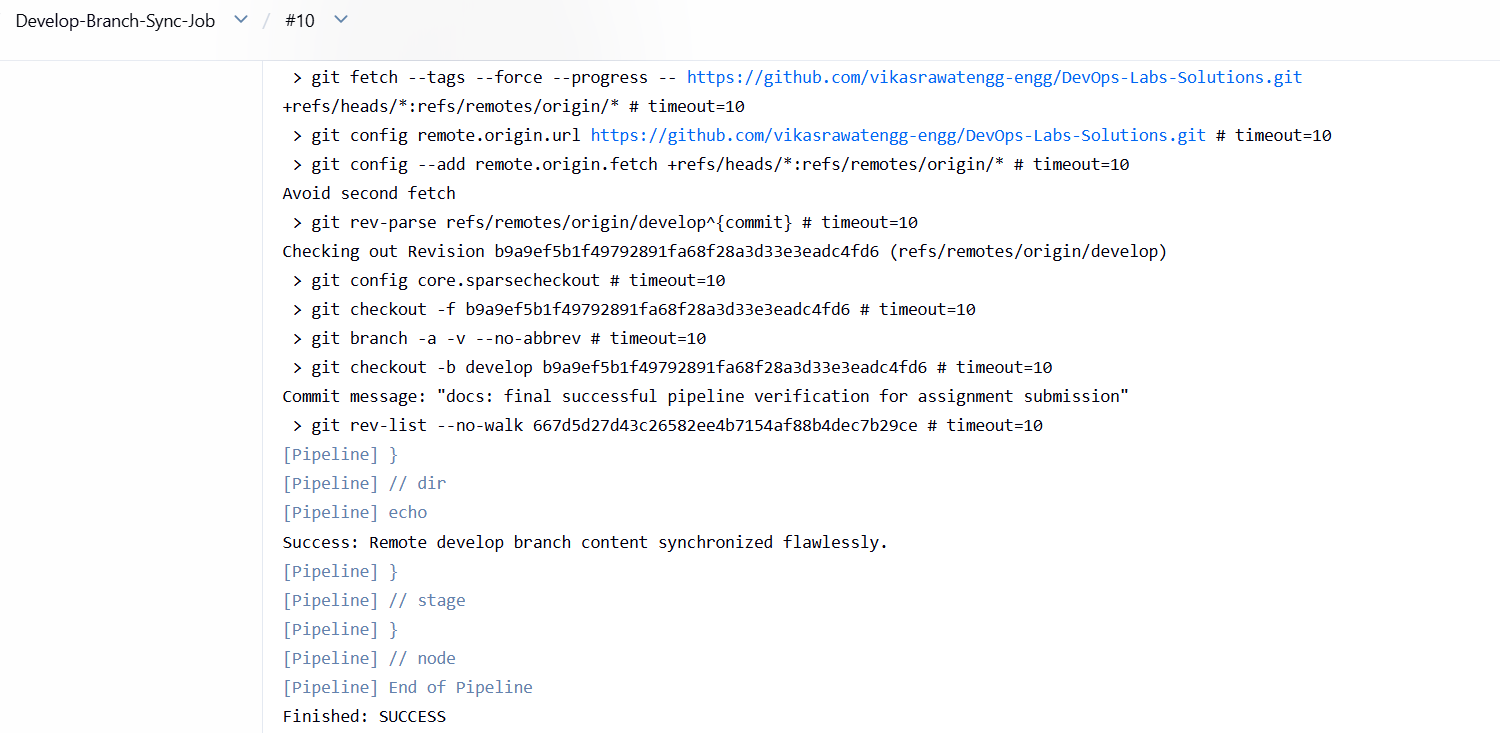 Develop-Branch-Sync-Job / #10
> git fetch --tags --force --progress -- https://github.com/vikasrawatengg-engg/DevOps-Labs-Solutions.git
+refs/heads/*:refs/remotes/origin/* # timeout=10
> git config remote.origin.url https://github.com/vikasrawatengg-engg/DevOps-Labs-Solutions.git # timeout=10
> git config --add remote.origin.fetch +refs/heads/*:refs/remotes/origin/* # timeout=10
Avoid second fetch
> git rev-parse refs/remotes/origin/develop^{commit} # timeout=10
Checking out Revision b9a9ef5b1f49792891fa68f28a3d33e3eadc4fd6 (refs/remotes/origin/develop)
> git config core.sparsecheckout # timeout=10
> git checkout -f b9a9ef5b1f49792891fa68f28a3d33e3eadc4fd6 # timeout=10
> git branch -a -v --no-abbrev # timeout=10
> git checkout -b develop b9a9ef5b1f49792891fa68f28a3d33e3eadc4fd6 # timeout=10
Commit message: "docs: final successful pipeline verification for assignment submission"
> git rev-list --no-walk 667d5d27d43c26582ee4b7154af88b4dec7b29ce # timeout=10
[Pipeline] }
[Pipeline] // dir
[Pipeline] echo
Success: Remote develop branch content synchronized flawlessly.
[Pipeline] }
[Pipeline] // stage
[Pipeline] }
[Pipeline] // node
[Pipeline] End of Pipeline
Finished: SUCCESS